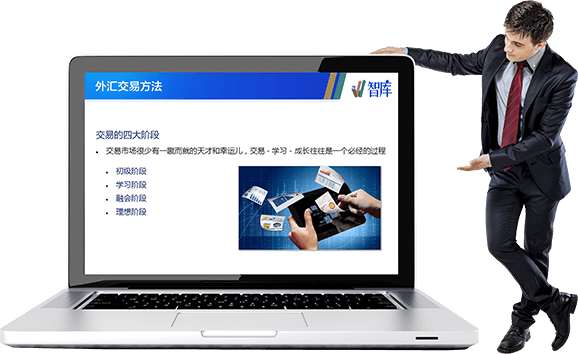 外汇交易方法
智库
交易的四大阶段
• 交易市场很少有一蹴而就的天才和幸运儿，交易 - 学习 - 成长往往是一个必经的过程
• 初级阶段
• 学习阶段
• 融会阶段
• 理想阶段